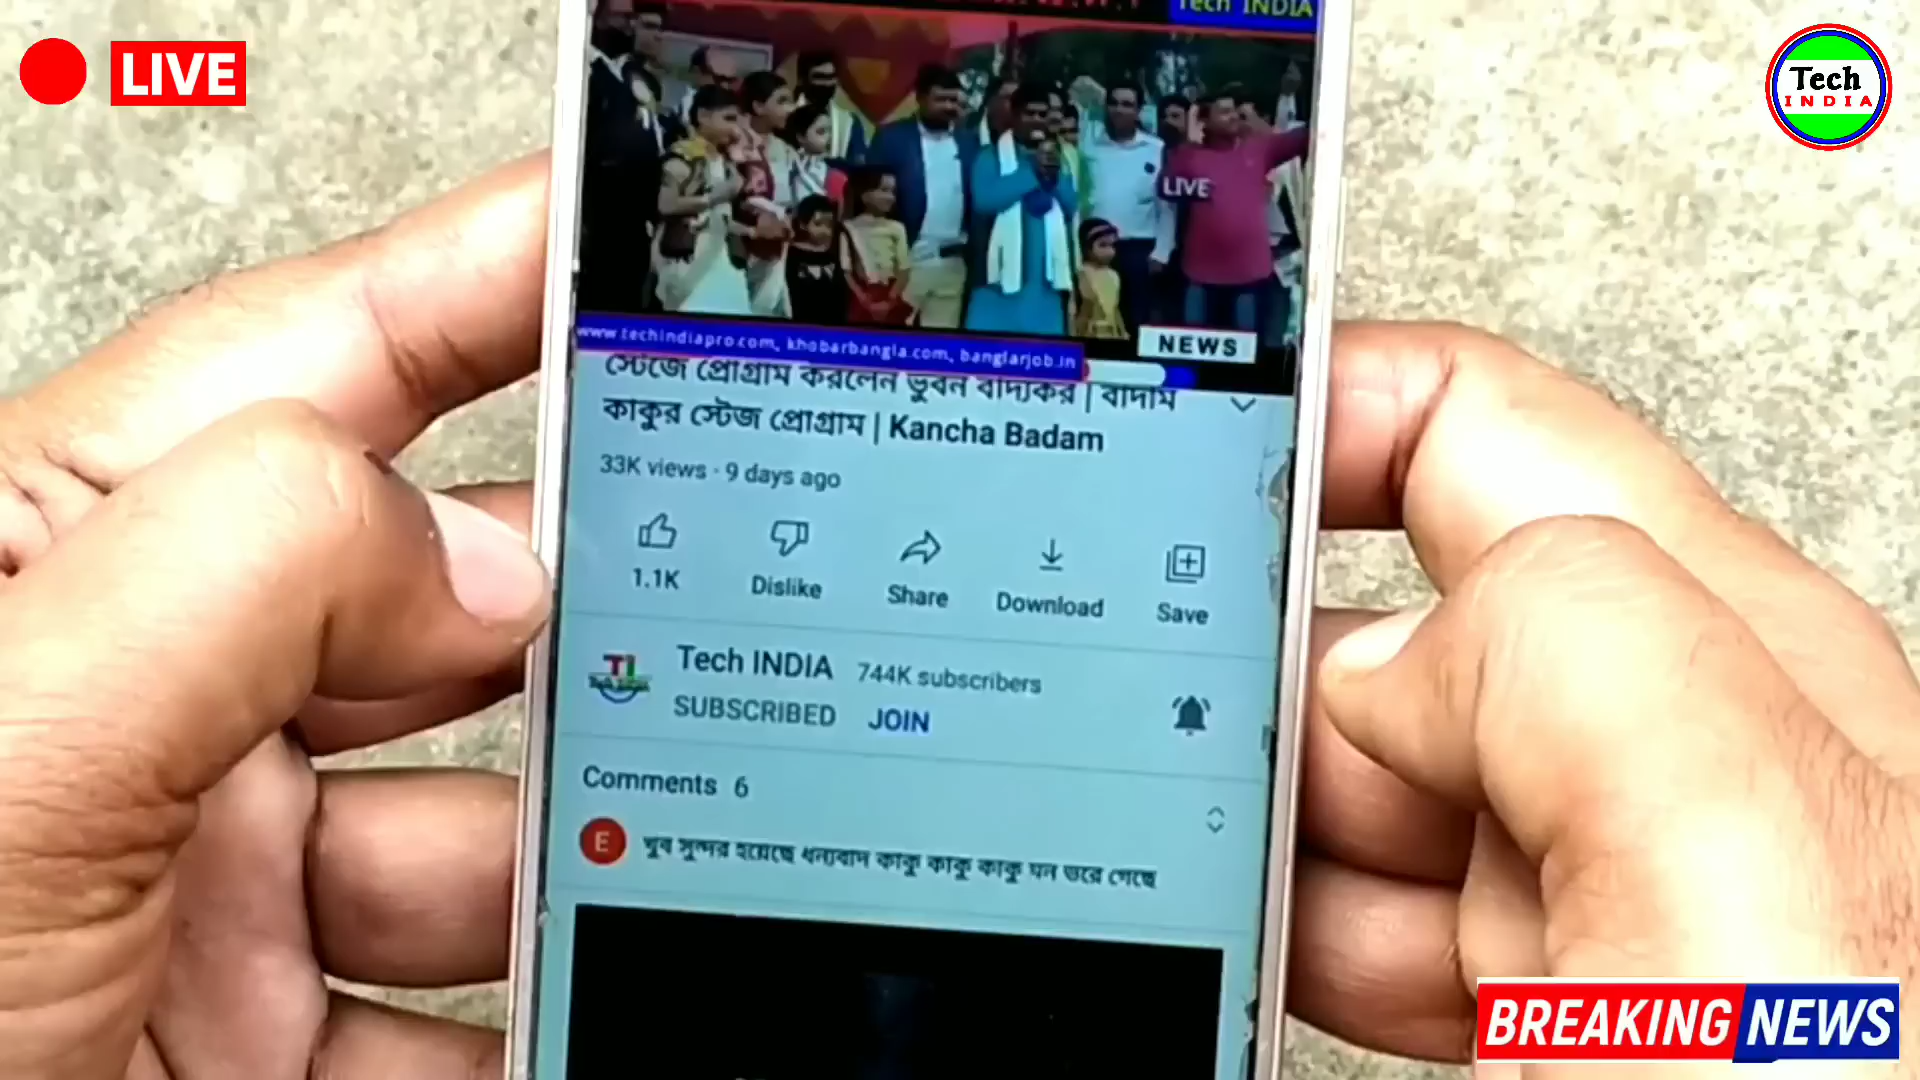 LIVE
Tech INDIA
Tech
INDIA
LIVE
NEWS
www.techindiapro.com, khobarbangla.com, banglarjob.in
স্টেজে প্রোগ্রাম করলেন ভুবন বাদ্যকর | বাদাম
কাকুর স্টেজ প্রোগ্রাম | Kancha Badam
33K views · 9 days ago
1.1K
Dislike
Share
Download
Save
TI
Tech INDIA 744K subscribers
SUBSCRIBED JOIN
Comments 6
E
খুব সুন্দর হয়েছে ধন্যবাদ কাকু কাকু কাকু মন ভরে গেছে
BREAKING NEWS